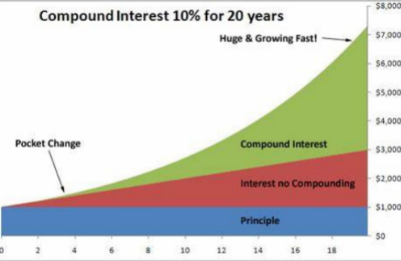 Compound Interest 10% for 20 years
Huge & Growing Fast!
Pocket Change
Compound Interest
Interest no Compounding
Principle
$8,000
$7,000
$6,000
$5,000
$4,000
$3,000
$2,000
$1,000
$0
0 2 4 6 8 10 12 14 16 18